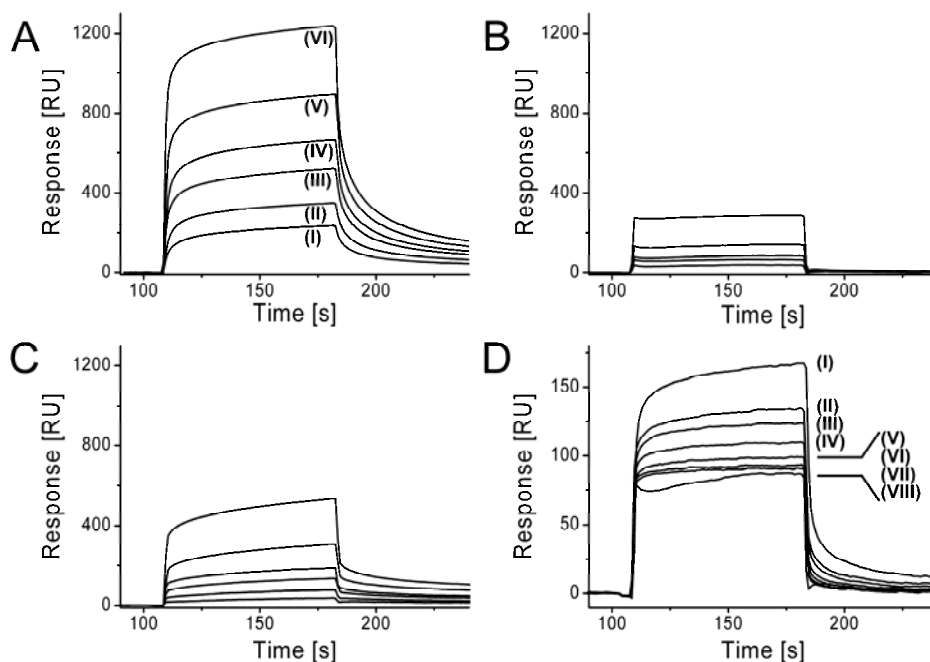 A
Response [RU]
1200
800
400
0
(VI)
(V)
(IV)
(III)
(II)
(I)
100
150
200
Time [s]
B
Response [RU]
1200
800
400
0
100
150
200
Time [s]
C
Response [RU]
1200
800
400
0
100
150
200
Time [s]
D
Response [RU]
150
100
50
0
(I)
(II)
(III)
(IV)
(V)
(VI)
(VII)
(VIII)
100
150
200
Time [s]